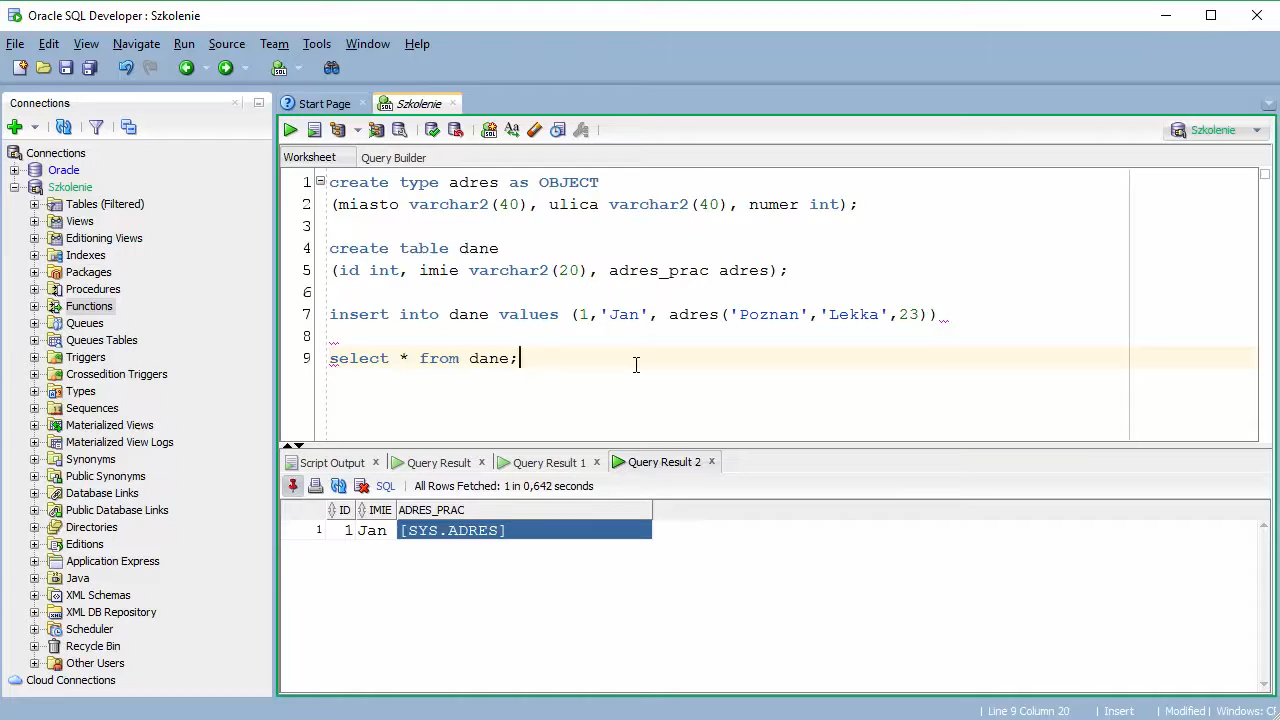 Oracle SQL Developer : Szkolenie
File Edit View Navigate Run Source Team Tools Window Help
Connections
Start Page
Szkolenie
Szkolenie
Worksheet Query Builder
Connections
Oracle
Szkolenie
Tables (Filtered)
Views
Editioning Views
Indexes
Packages
Procedures
Functions
Queues
Queues Tables
Triggers
Crossedition Triggers
Types
Sequences
Materialized Views
Materialized View Logs
Synonyms
Public Synonyms
Database Links
Public Database Links
Directories
Editions
Application Express
Java
XML Schemas
XML DB Repository
Scheduler
Recycle Bin
Other Users
Cloud Connections
1 create type adres as OBJECT
2 (miasto varchar2(40), ulica varchar2(40), numer int);
3
4 create table dane
5 (id int, imie varchar2(20), adres_prac adres);
6
7 insert into dane values (1,'Jan', adres('Poznan','Lekka',23))
8
9 select * from dane;
Script Output Query Result Query Result 1 Query Result 2
SQL All Rows Fetched: 1 in 0,642 seconds
ID IMIE ADRES_PRAC
1 1 Jan [SYS.ADRES]
Line 9 Column 20 Insert Modified Windows: